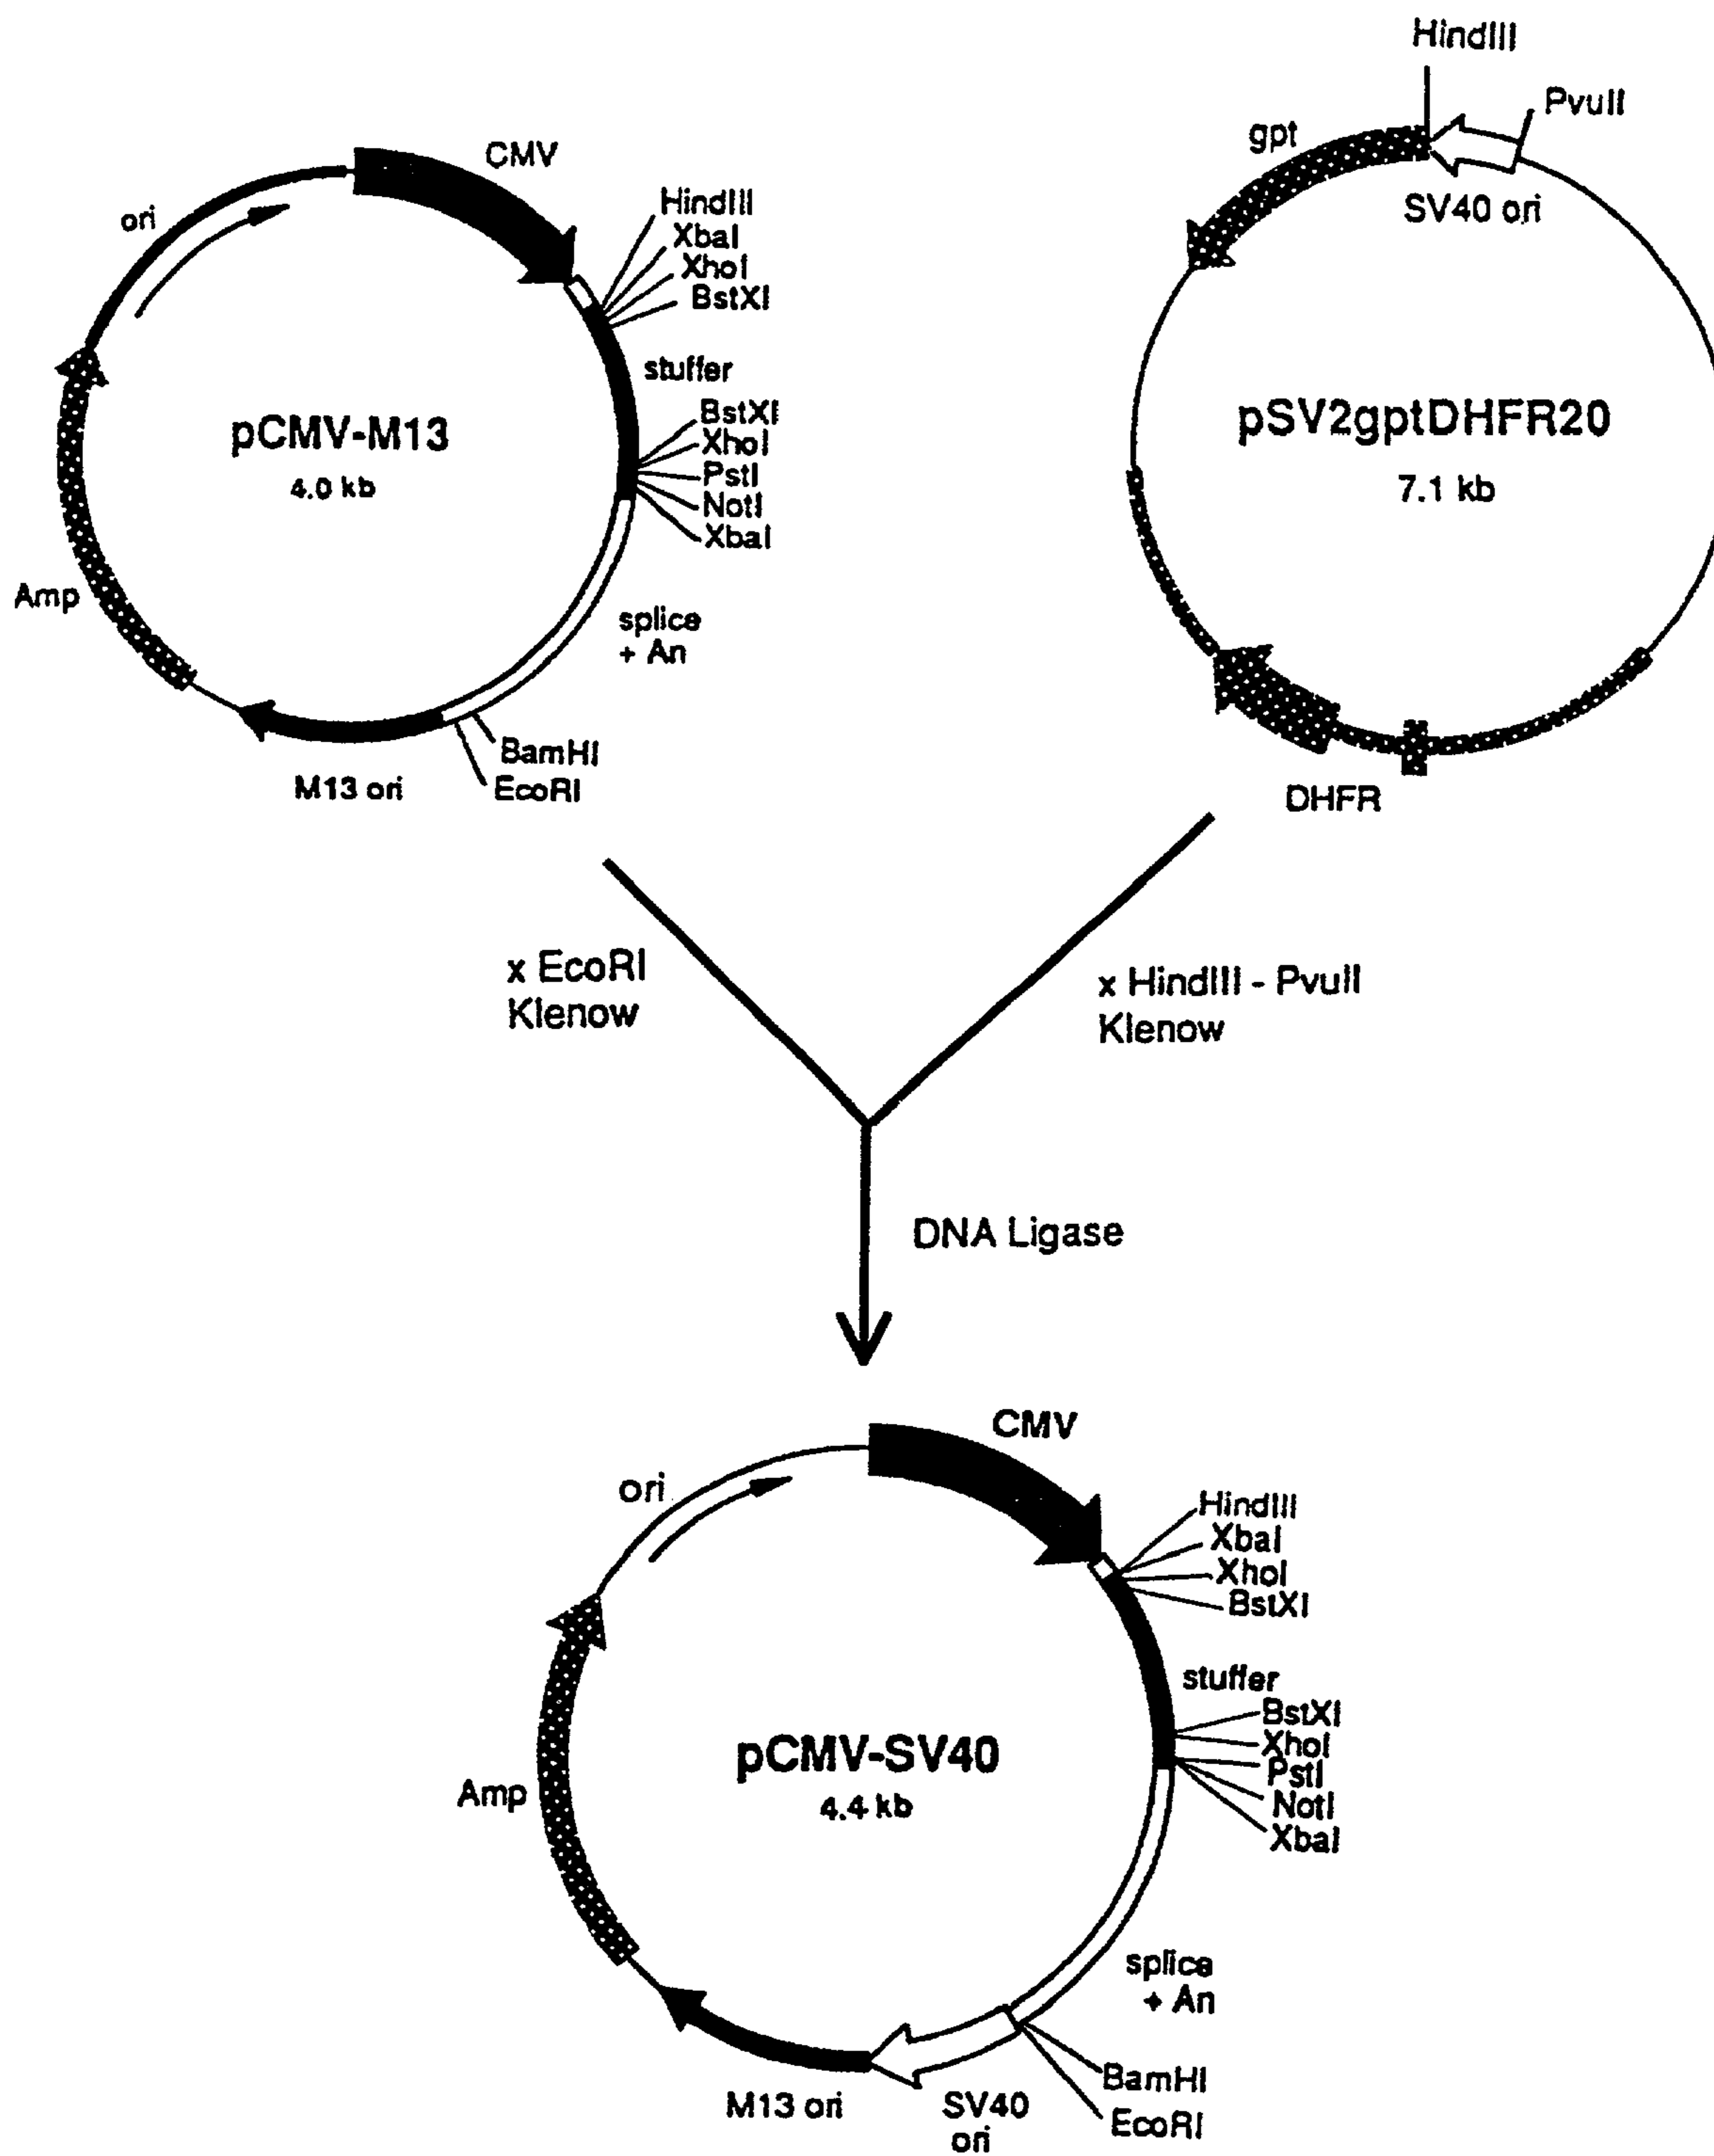 CMV
ori
HindIII
XbaI
XhoI
BstXI
stuffer
BstXI
XhoI
PstI
NotI
XbaI
pCMV-M13
4.0 kb
Amp
splice
+ An
BamHI
EcoRI
M13 ori
HindIII
PvuII
gpt
SV40 ori
pSV2gptDHFR20
7.1 kb
DHFR
x EcoRI
Klenow
x HindIII - PvuII
Klenow
DNA Ligase
CMV
ori
HindIII
XbaI
XhoI
BstXI
stuffer
BstXI
XhoI
PstI
NotI
XbaI
pCMV-SV40
4.4 kb
Amp
splice
+ An
BamHI
EcoRI
M13 ori
SV40
ori